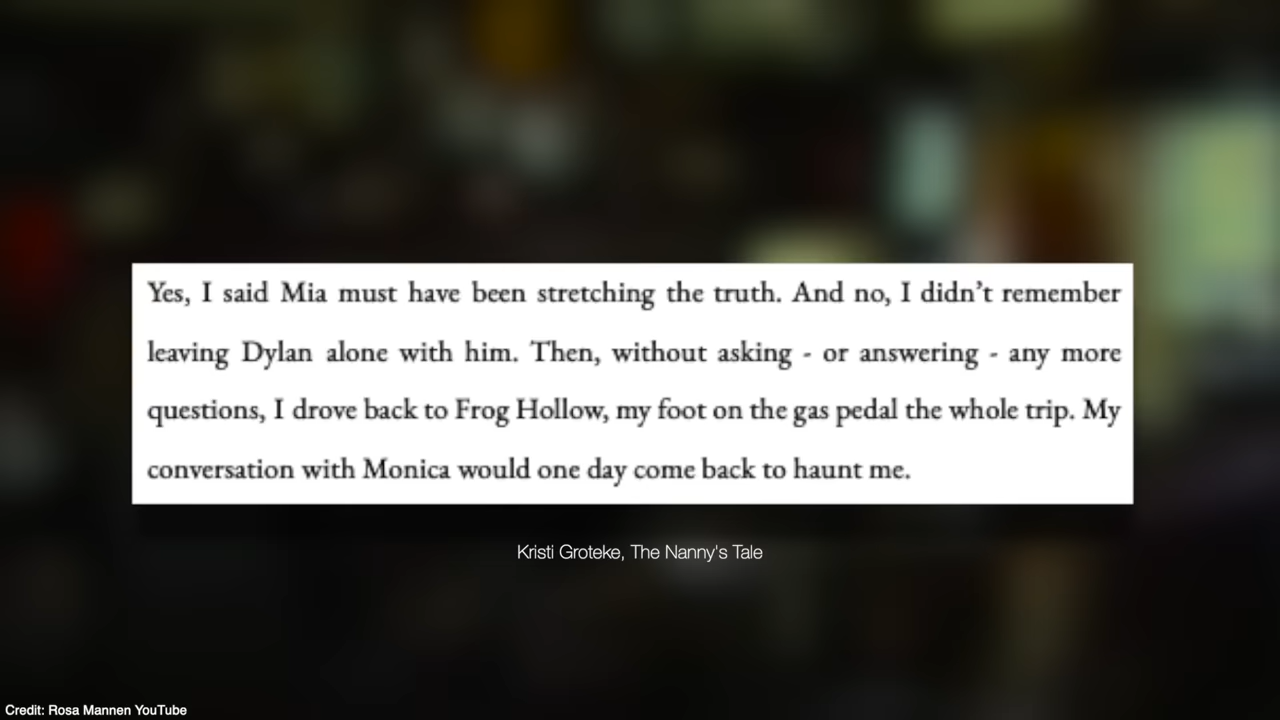 Yes, I said Mia must have been stretching the truth. And no, I didn’t remember
leaving Dylan alone with him. Then, without asking - or answering - any more
questions, I drove back to Frog Hollow, my foot on the gas pedal the whole trip. My
conversation with Monica would one day come back to haunt me.
Kristi Groteke, The Nanny's Tale
Credit: Rosa Mannen YouTube